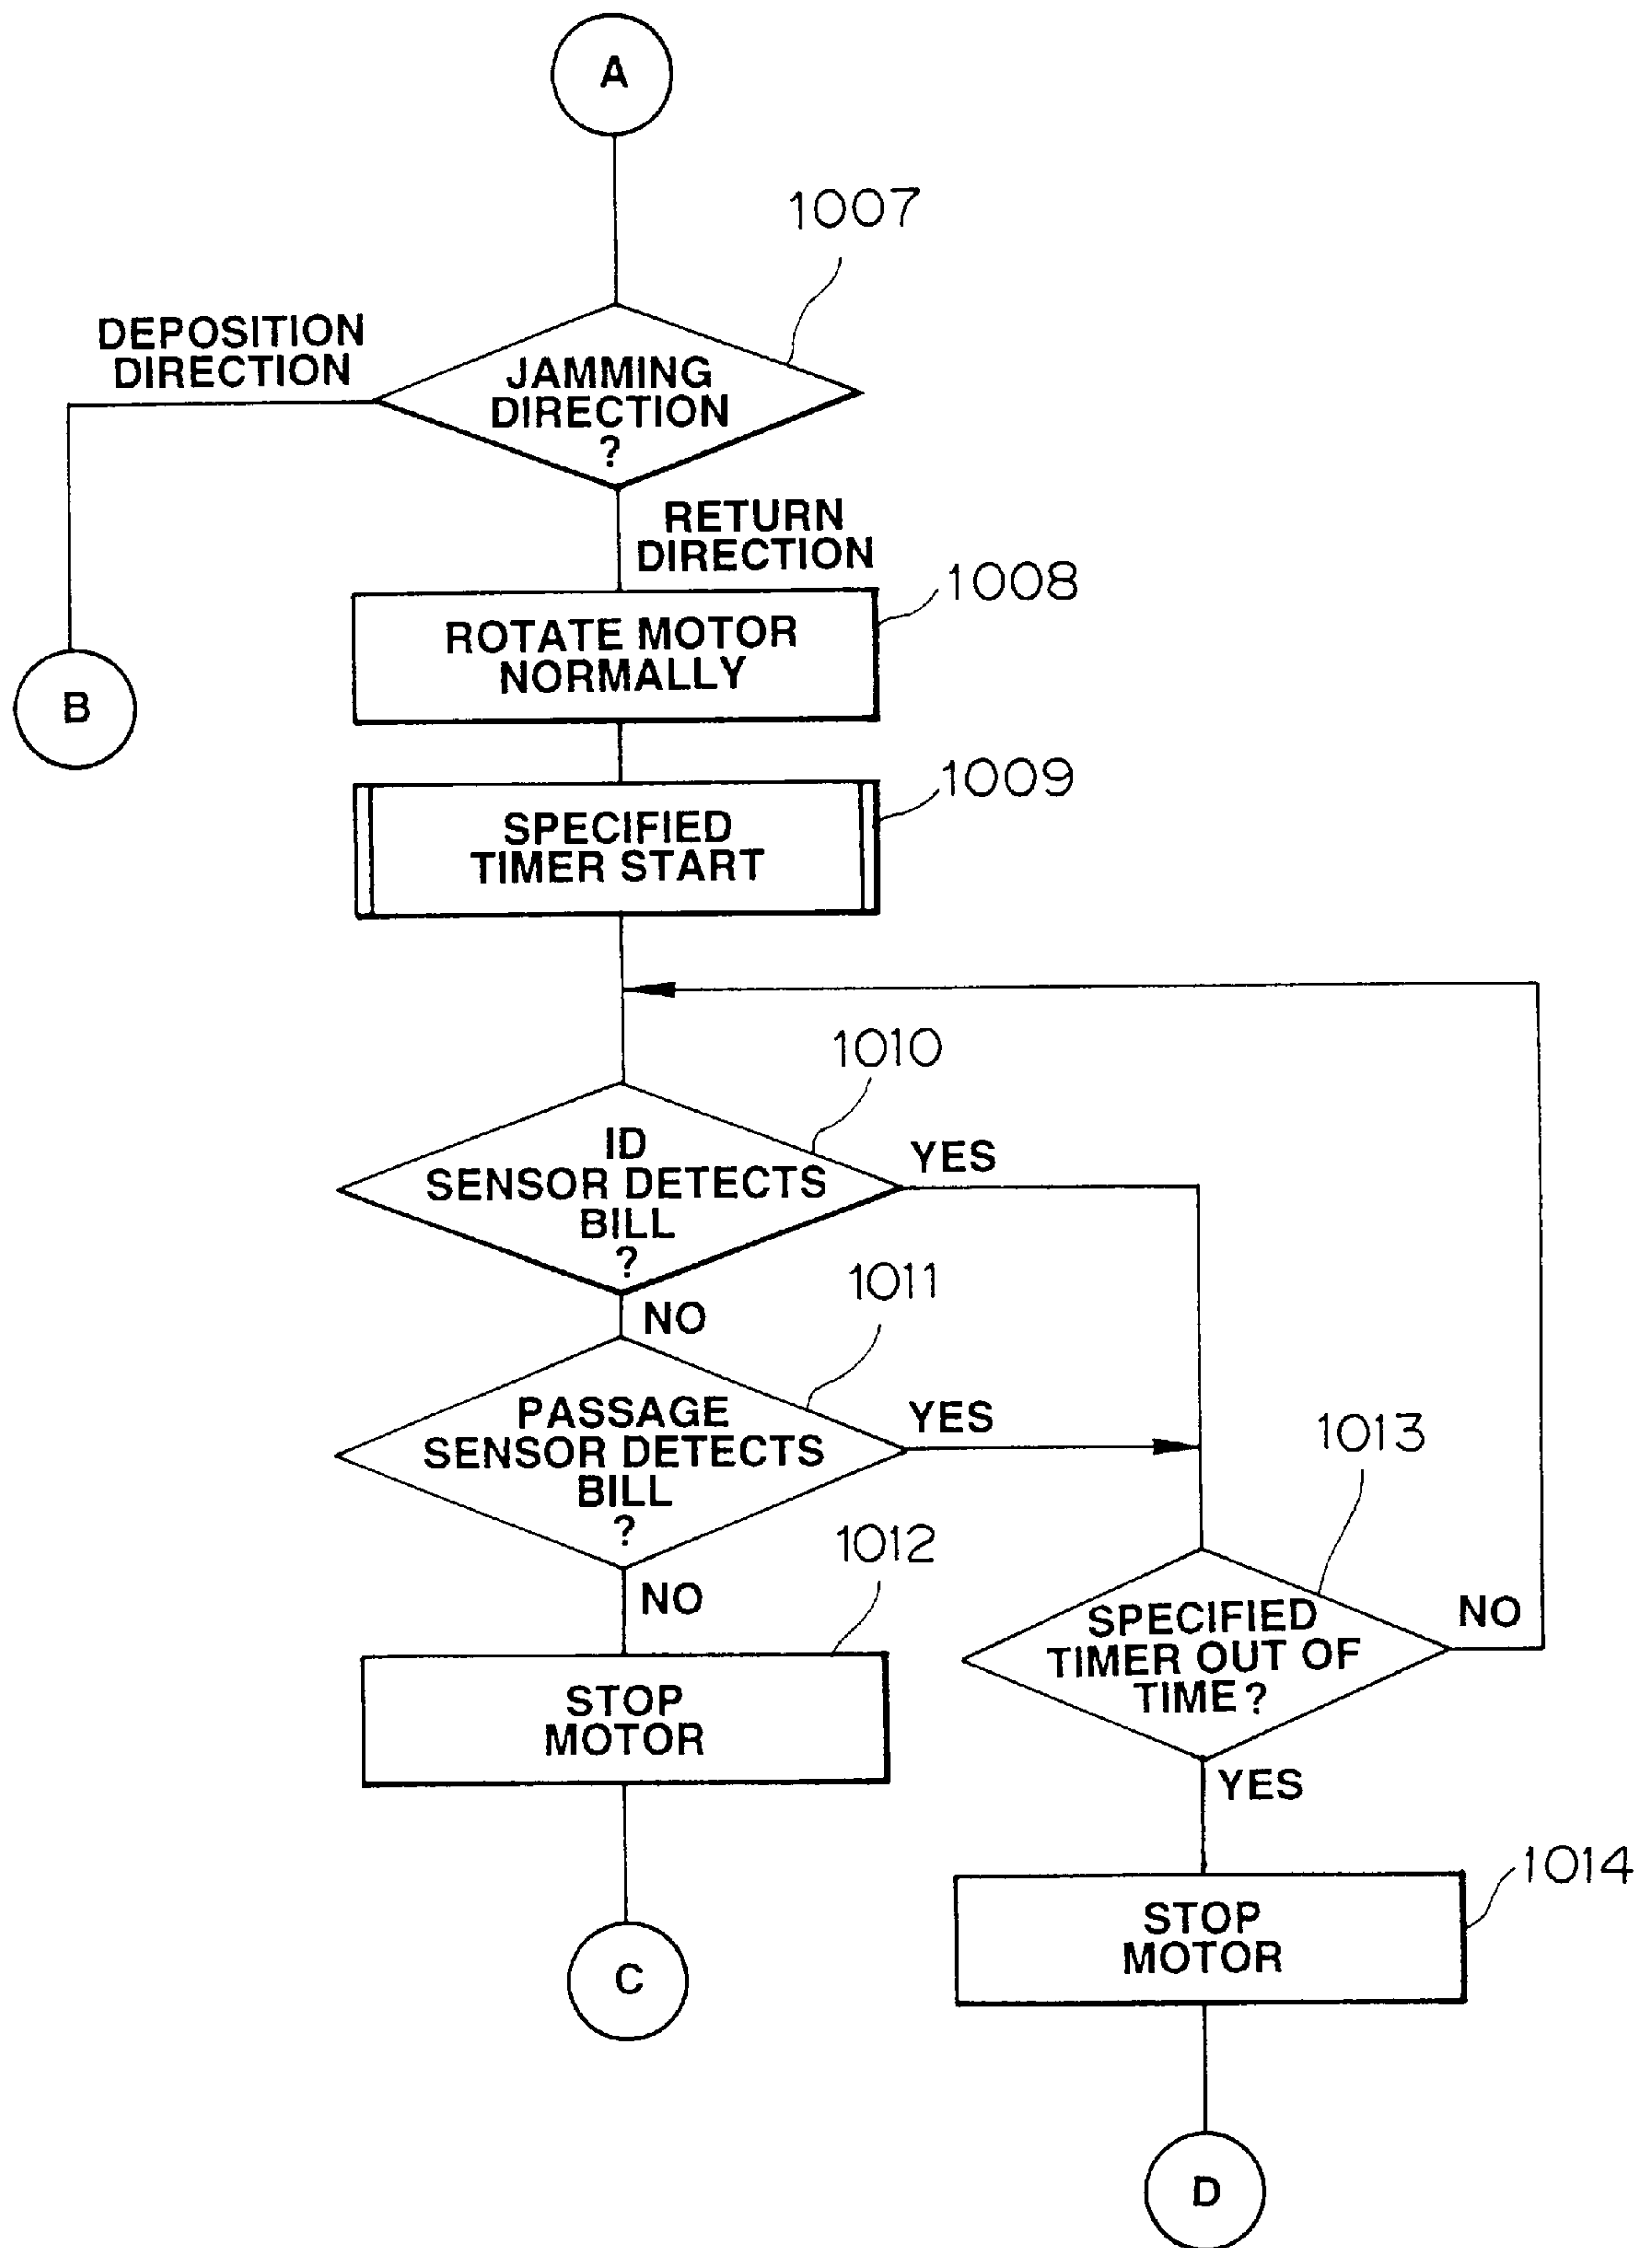 A
1007
DEPOSITION
DIRECTION
JAMMING
DIRECTION
?
RETURN
DIRECTION
1008
ROTATE MOTOR
NORMALLY
B
1009
SPECIFIED
TIMER START
1010
ID
SENSOR DETECTS
BILL
?
YES
NO
1011
PASSAGE
SENSOR DETECTS
BILL
?
YES
NO
1013
SPECIFIED
TIMER OUT OF
TIME?
NO
YES
1012
STOP
MOTOR
1014
STOP
MOTOR
C
D